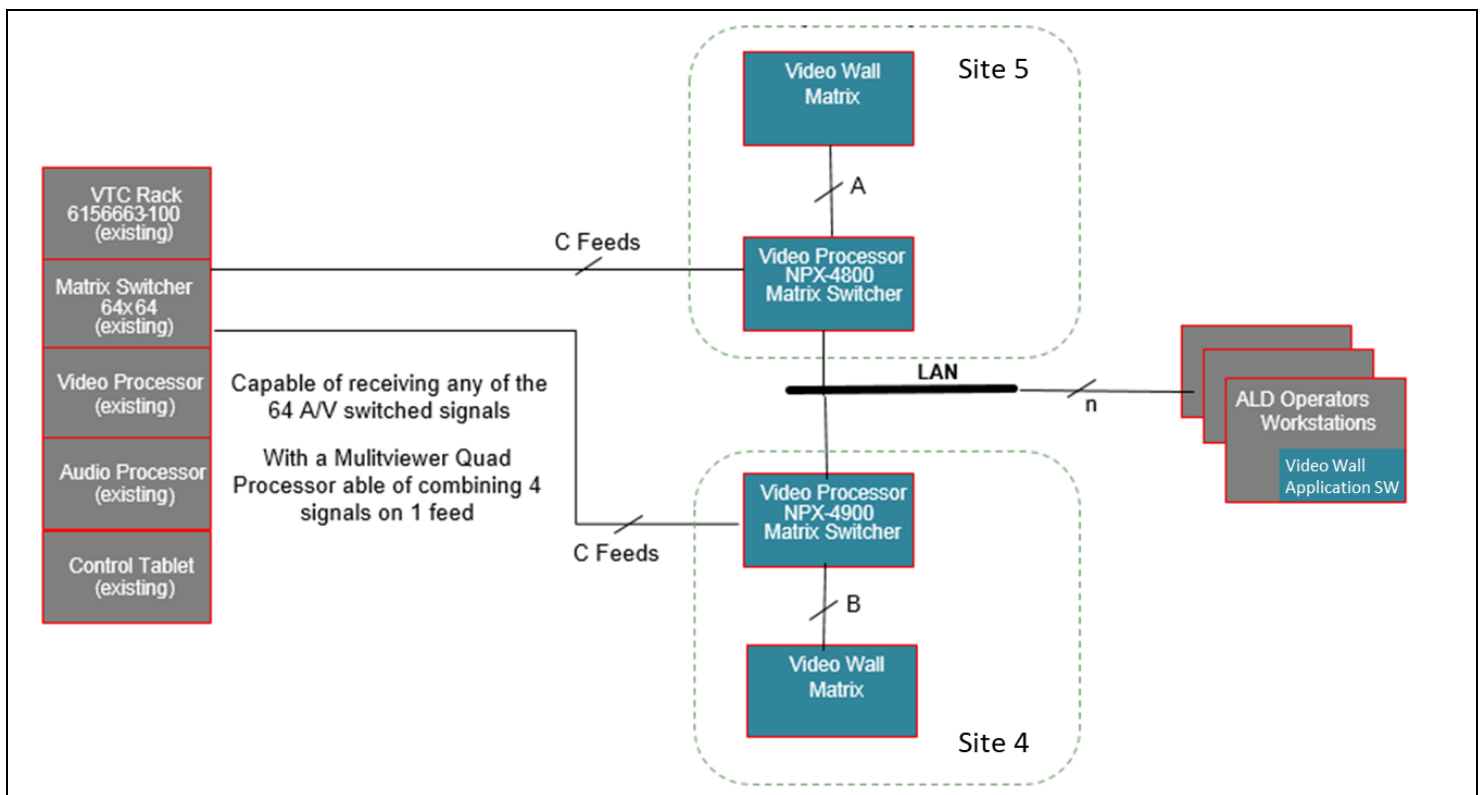 Video Wall
Matrix
Site 5
A
VTC Rack
6156663-100
(existing)
C Feeds
Video Processor
NPX-4800
Matrix Switcher
Matrix Switcher
64x64
(existing)
LAN
n
Video Processor
(existing)
Capable of receiving any of the
64 A/V switched signals
ALD Operators
Workstations
Video Wall
Application SW
With a Mulitviewer Quad
Processor able of combining 4
signals on 1 feed
Audio Processor
(existing)
Video Processor
NPX-4900
Matrix Switcher
C Feeds
Control Tablet
(existing)
B
Video Wall
Matrix
Site 4